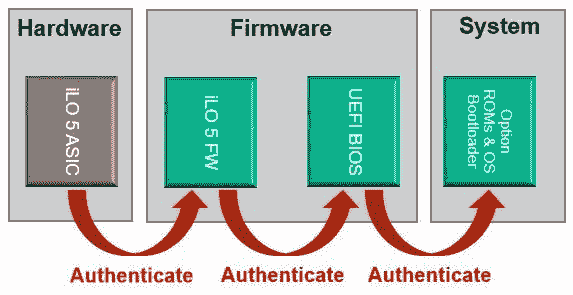 Hardware
Firmware
System
iLO 5 ASIC
iLO 5 FW
UEFI BIOS
Option
ROMs & OS
Bootloader
Authenticate
Authenticate
Authenticate